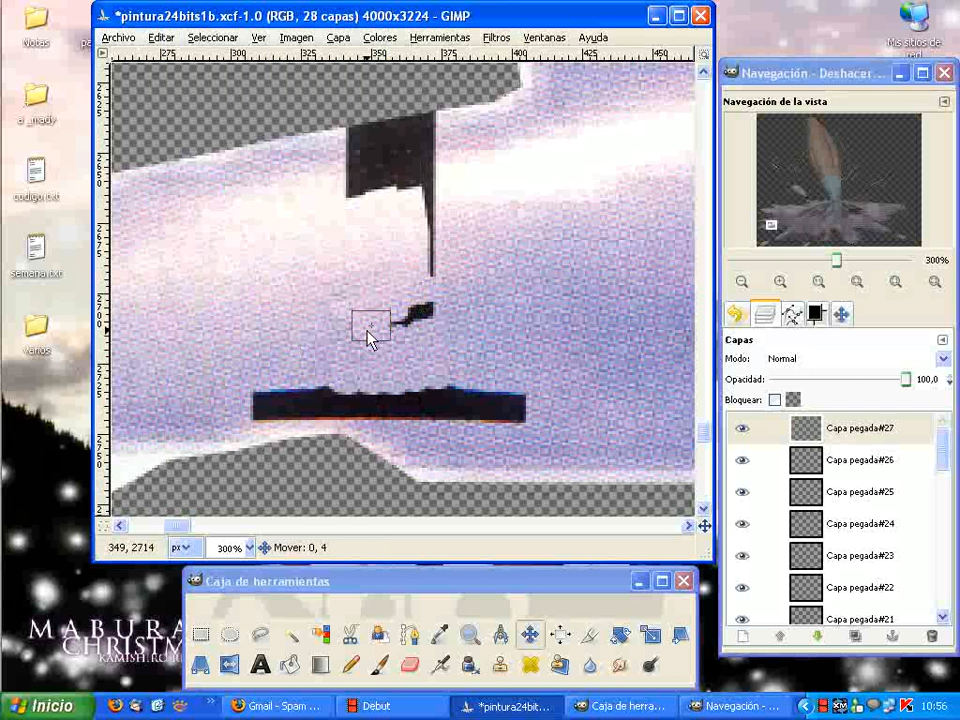 *pintura24bits1b.xcf-1.0 (RGB, 28 capas) 4000x3224 - GIMP
Archivo Editar Seleccionar Ver Imagen Capa Colores Herramientas Filtros Ventanas Ayuda
275 300 325 350 375 400 425 450
Notas
a _mady
codigo.txt
semana.txt
varios
Mis sitios de red
Navegación - Deshacer...
Navegación de la vista
300%
Capas
Modo: Normal
Opacidad: 100,0
Bloquear:
Capa pegada#27
Capa pegada#26
Capa pegada#25
Capa pegada#24
Capa pegada#23
Capa pegada#22
Capa pegada#21
349, 2714 px 300% Mover: 0, 4
Caja de herramientas
MABURA
CHRISTM
Inicio Gmail - Spam ... Debut *pintura24bit... Caja de herra... Navegación - ... 10:56